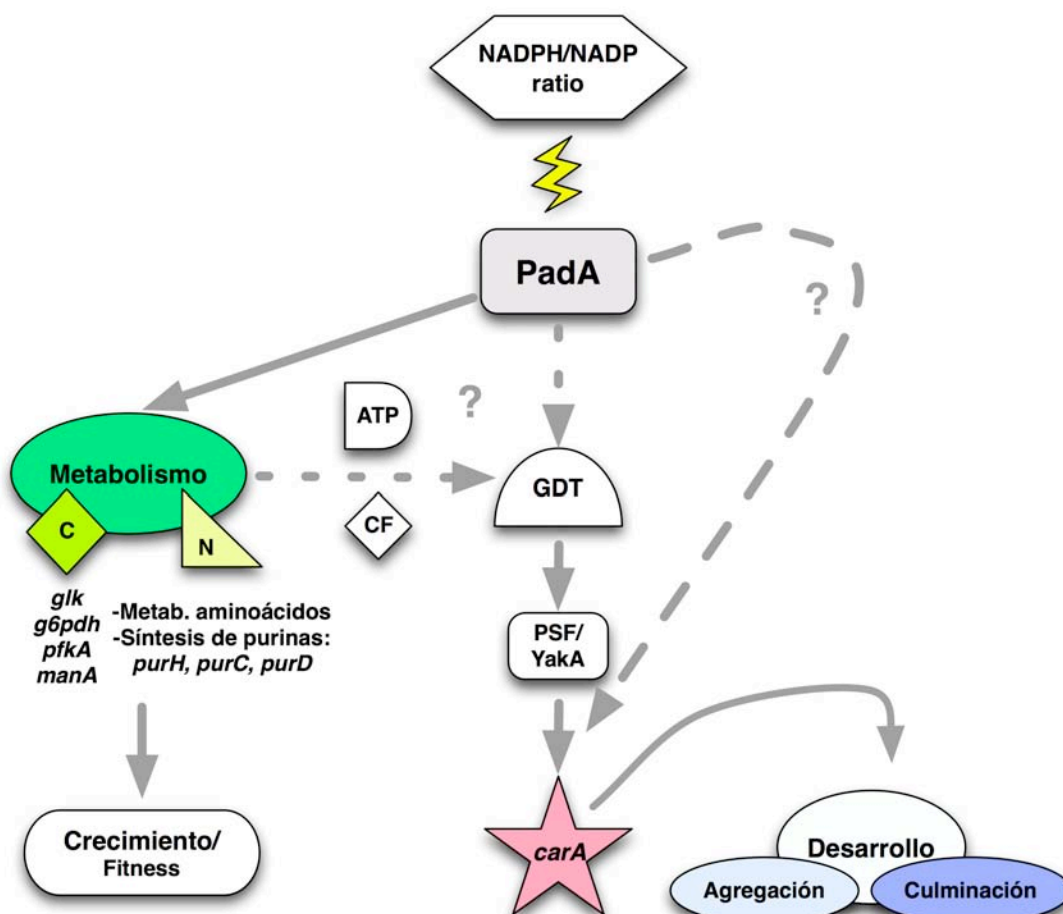 NADPH/NADP
ratio
PadA
?
?
ATP
Metabolismo
GDT
C
N
CF
glk
g6pdh
pfkA
manA
-Metab. aminoácidos
-Síntesis de purinas:
purH, purC, purD
PSF/
YakA
Crecimiento/
Fitness
carA
Desarrollo
Agregación
Culminación